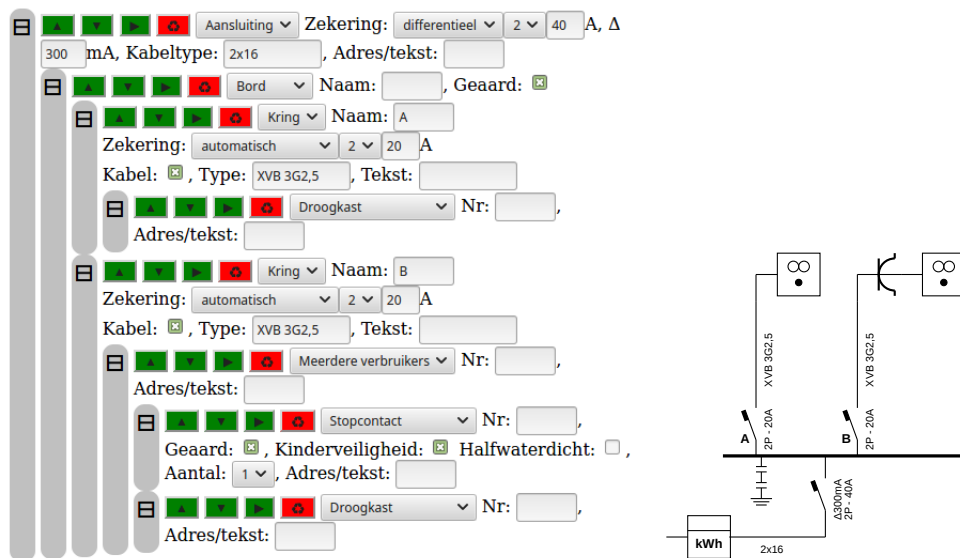 Aansluiting Zekering: differentieel 2 40 A, Δ
300 mA, Kabeltype: 2x16 , Adres/tekst:
Bord Naam: , Geaard:
Kring Naam: A
Zekering: automatisch 2 20 A
Kabel: , Type: XVB 3G2,5 , Tekst:
Droogkast Nr: ,
Adres/tekst:
Kring Naam: B
Zekering: automatisch 2 20 A
Kabel: , Type: XVB 3G2,5 , Tekst:
Meerdere verbruikers Nr: ,
Adres/tekst:
Stopcontact Nr: ,
Geaard: , Kinderveiligheid: Halfwaterdicht: ,
Aantal: 1 , Adres/tekst:
Droogkast Nr: ,
Adres/tekst:
XVB 3G2,5
A
2P - 20A
XVB 3G2,5
B
2P - 20A
Δ300mA
2P - 40A
kWh
2x16